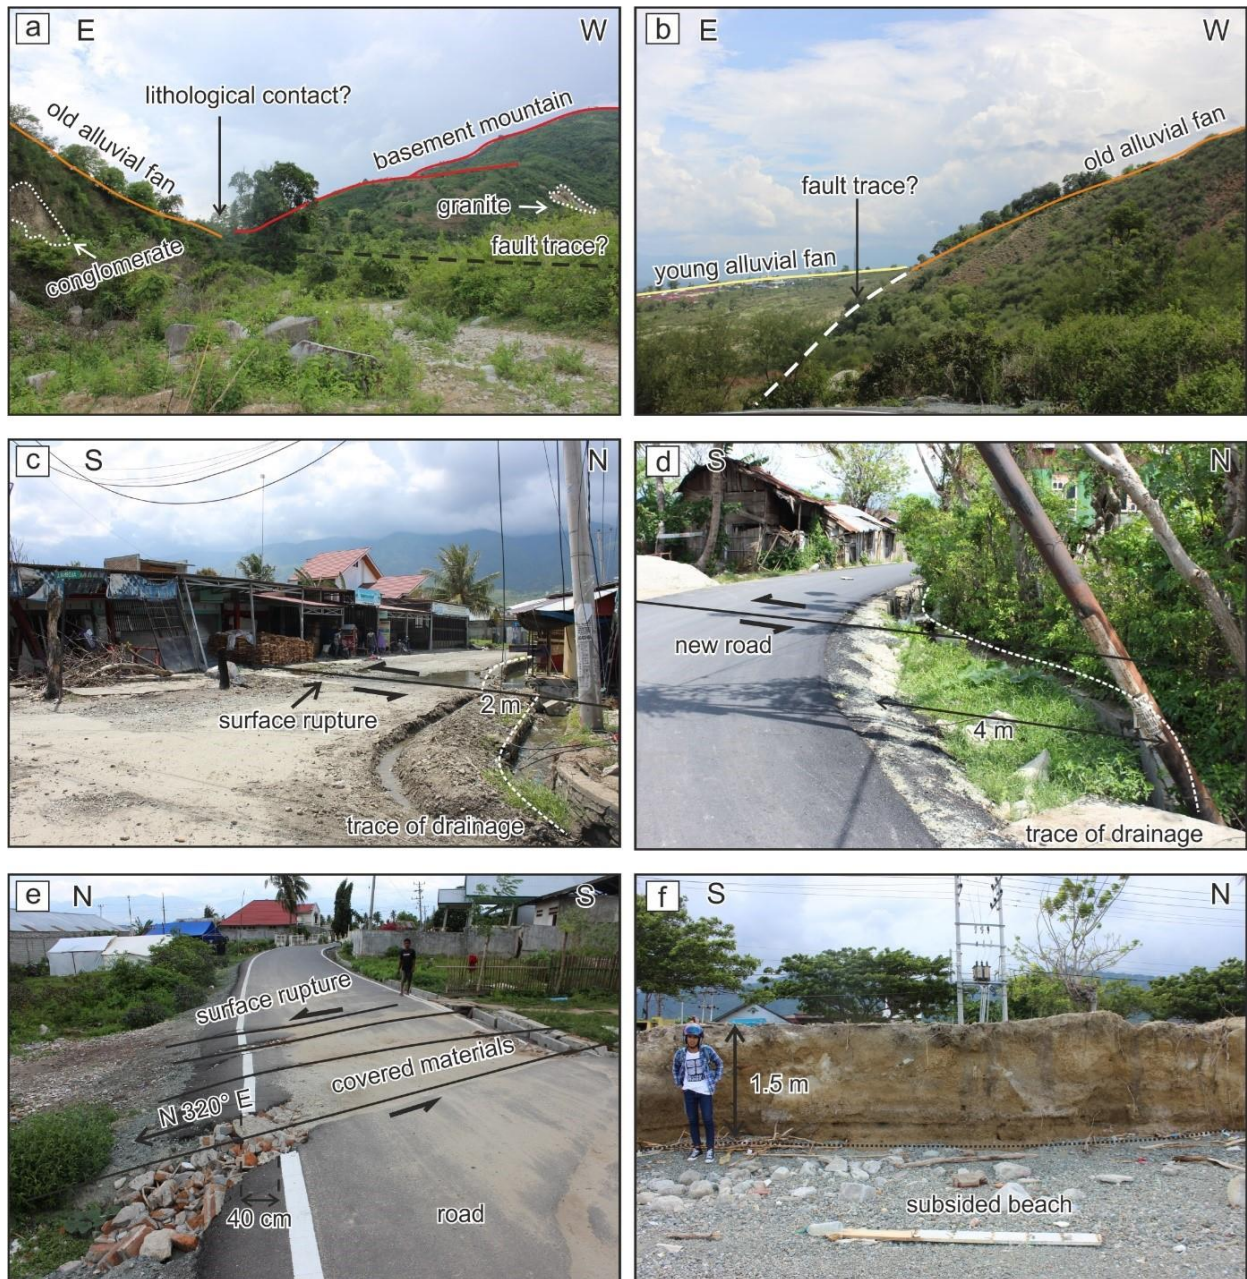 a E W
lithological contact?
old alluvial fan
basement mountain
granite
conglomerate
fault trace?
b E W
old alluvial fan
fault trace?
young alluvial fan
c S N
surface rupture
2 m
trace of drainage
d S N
new road
4 m
trace of drainage
e N S
surface rupture
covered materials
N 320° E
40 cm
road
f S N
1.5 m
subsided beach